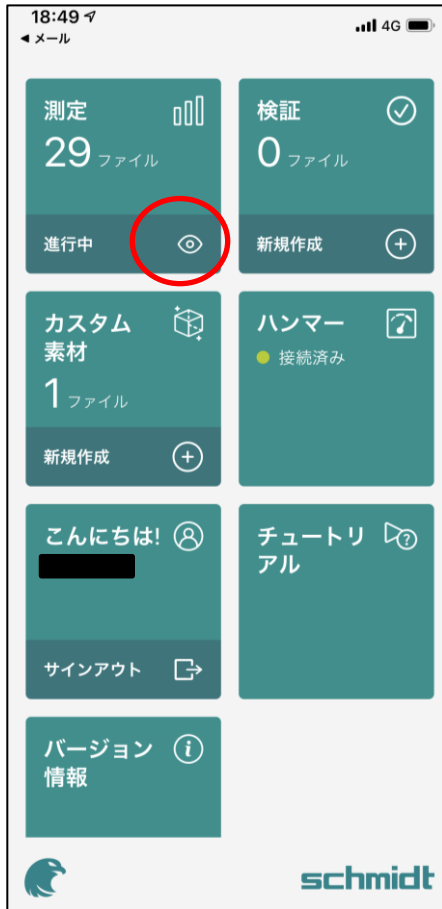 18:49
4G
◀ メール
測定
29 ファイル
進行中
検証
0 ファイル
新規作成
カスタム
素材
1 ファイル
新規作成
ハンマー
接続済み
こんにちは!
サインアウト
チュートリ
アル
バージョン
情報
schmidt